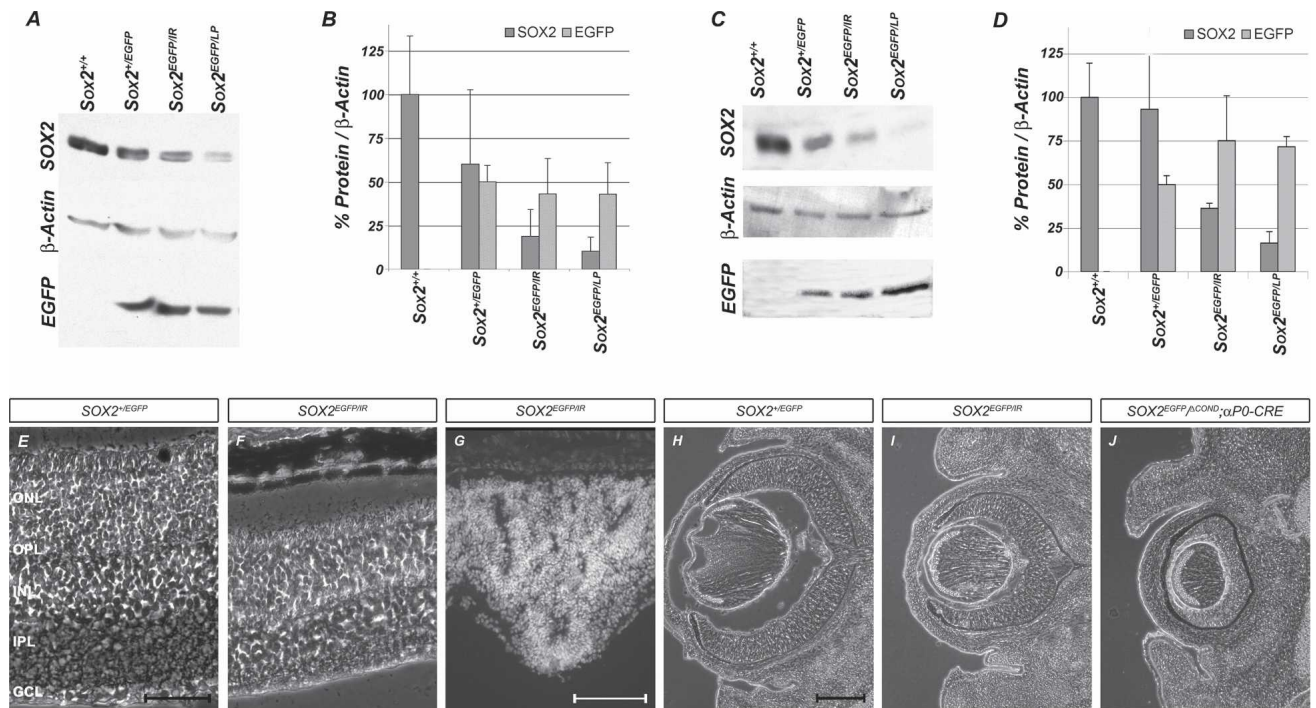 A
Sox2+/+
Sox2+/EGFP
Sox2EGFP/IR
Sox2EGFP/LP
SOX2
β-Actin
EGFP
B
SOX2 EGFP
% Protein / β-Actin
125
100
75
50
25
0
Sox2+/+
Sox2+/EGFP
Sox2EGFP/IR
Sox2EGFP/LP
C
Sox2+/+
Sox2+/EGFP
Sox2EGFP/IR
Sox2EGFP/LP
SOX2
β-Actin
EGFP
D
SOX2 EGFP
% Protein / β-Actin
125
100
75
50
25
0
Sox2+/+
Sox2+/EGFP
Sox2EGFP/IR
Sox2EGFP/LP
SOX2+/EGFP
SOX2EGFP/IR
SOX2EGFP/IR
SOX2+/EGFP
SOX2EGFP/IR
SOX2EGFP/ΔCOND;αP0-CRE
E
F
G
H
I
J
ONL
OPL
INL
IPL
GCL